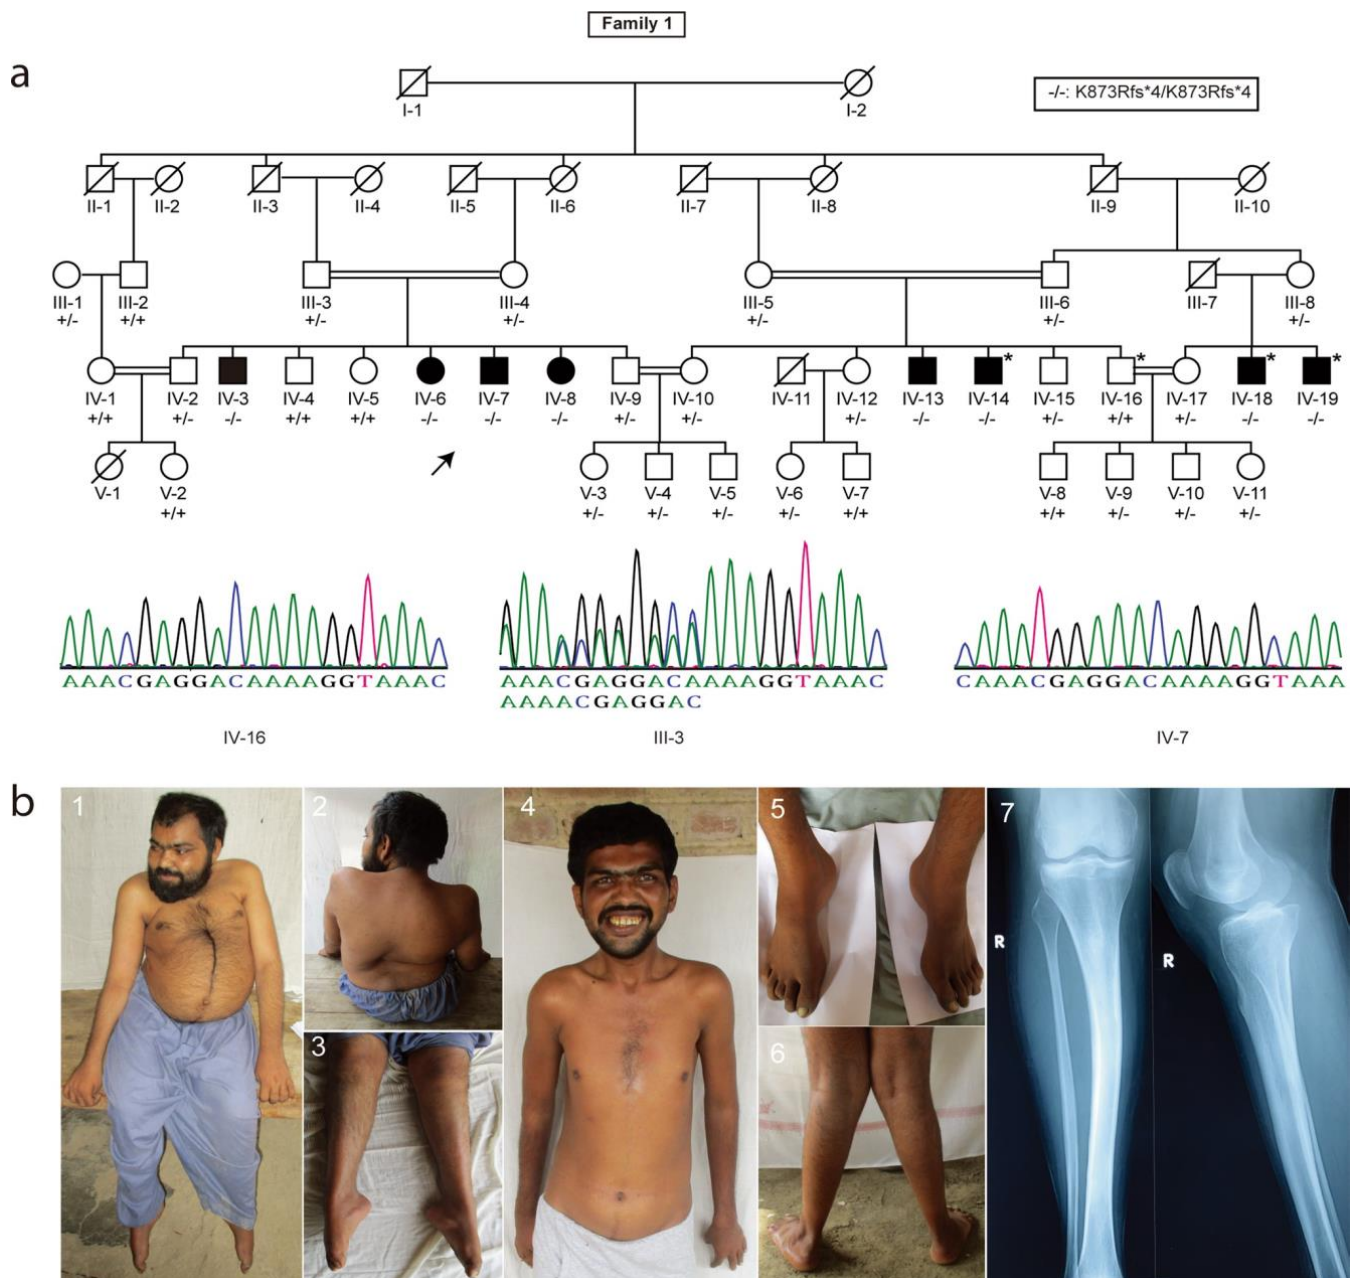 Family 1
a
-/-: K873Rfs*4/K873Rfs*4
I-1 I-2
II-1 II-2 II-3 II-4 II-5 II-6 II-7 II-8 II-9 II-10
III-1 III-2 III-3 III-4 III-5 III-6 III-7 III-8
+/- +/+ +/- +/- +/- +/- +/-
* * * *
IV-1 IV-2 IV-3 IV-4 IV-5 IV-6 IV-7 IV-8 IV-9 IV-10 IV-11 IV-12 IV-13 IV-14 IV-15 IV-16 IV-17 IV-18 IV-19
+/+ +/- -/- +/+ +/+ -/- -/- -/- +/- +/- +/- -/- -/- +/- +/+ +/- -/- -/-
V-1 V-2 V-3 V-4 V-5 V-6 V-7 V-8 V-9 V-10 V-11
+/+ +/- +/- +/- +/- +/+ +/+ +/- +/- +/-
AAACGAGGACAAAAGGTAAAC AAACGAGGACAAAAGGTAAAC CAAACGAGGACAAAAGGTAAA
AAAACGAGGAC
IV-16 III-3 IV-7
b
1 2 4 5 7
R
R
3
6